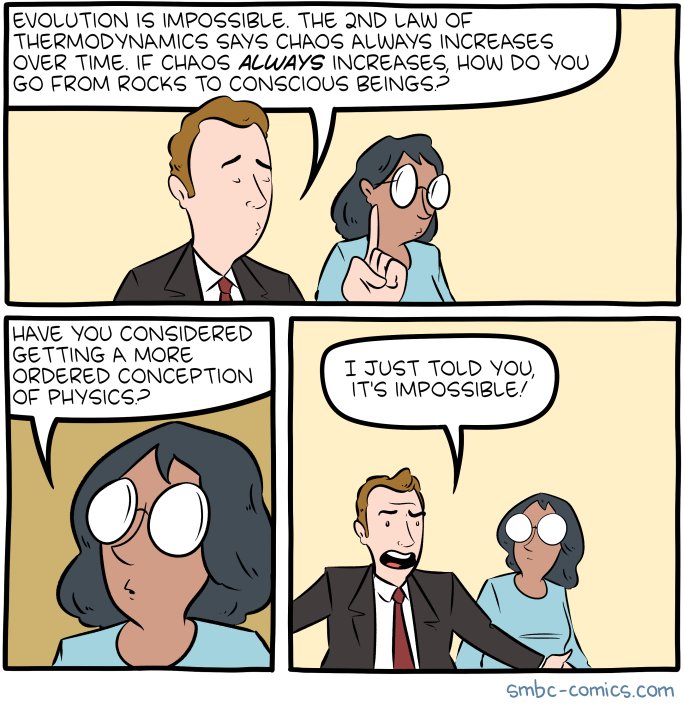 EVOLUTION IS IMPOSSIBLE. THE 2ND LAW OF
THERMODYNAMICS SAYS CHAOS ALWAYS INCREASES
OVER TIME. IF CHAOS ALWAYS INCREASES, HOW DO YOU
GO FROM ROCKS TO CONSCIOUS BEINGS?
HAVE YOU CONSIDERED
GETTING A MORE
ORDERED CONCEPTION
OF PHYSICS?
I JUST TOLD YOU,
IT'S IMPOSSIBLE!
smbc-comics.com